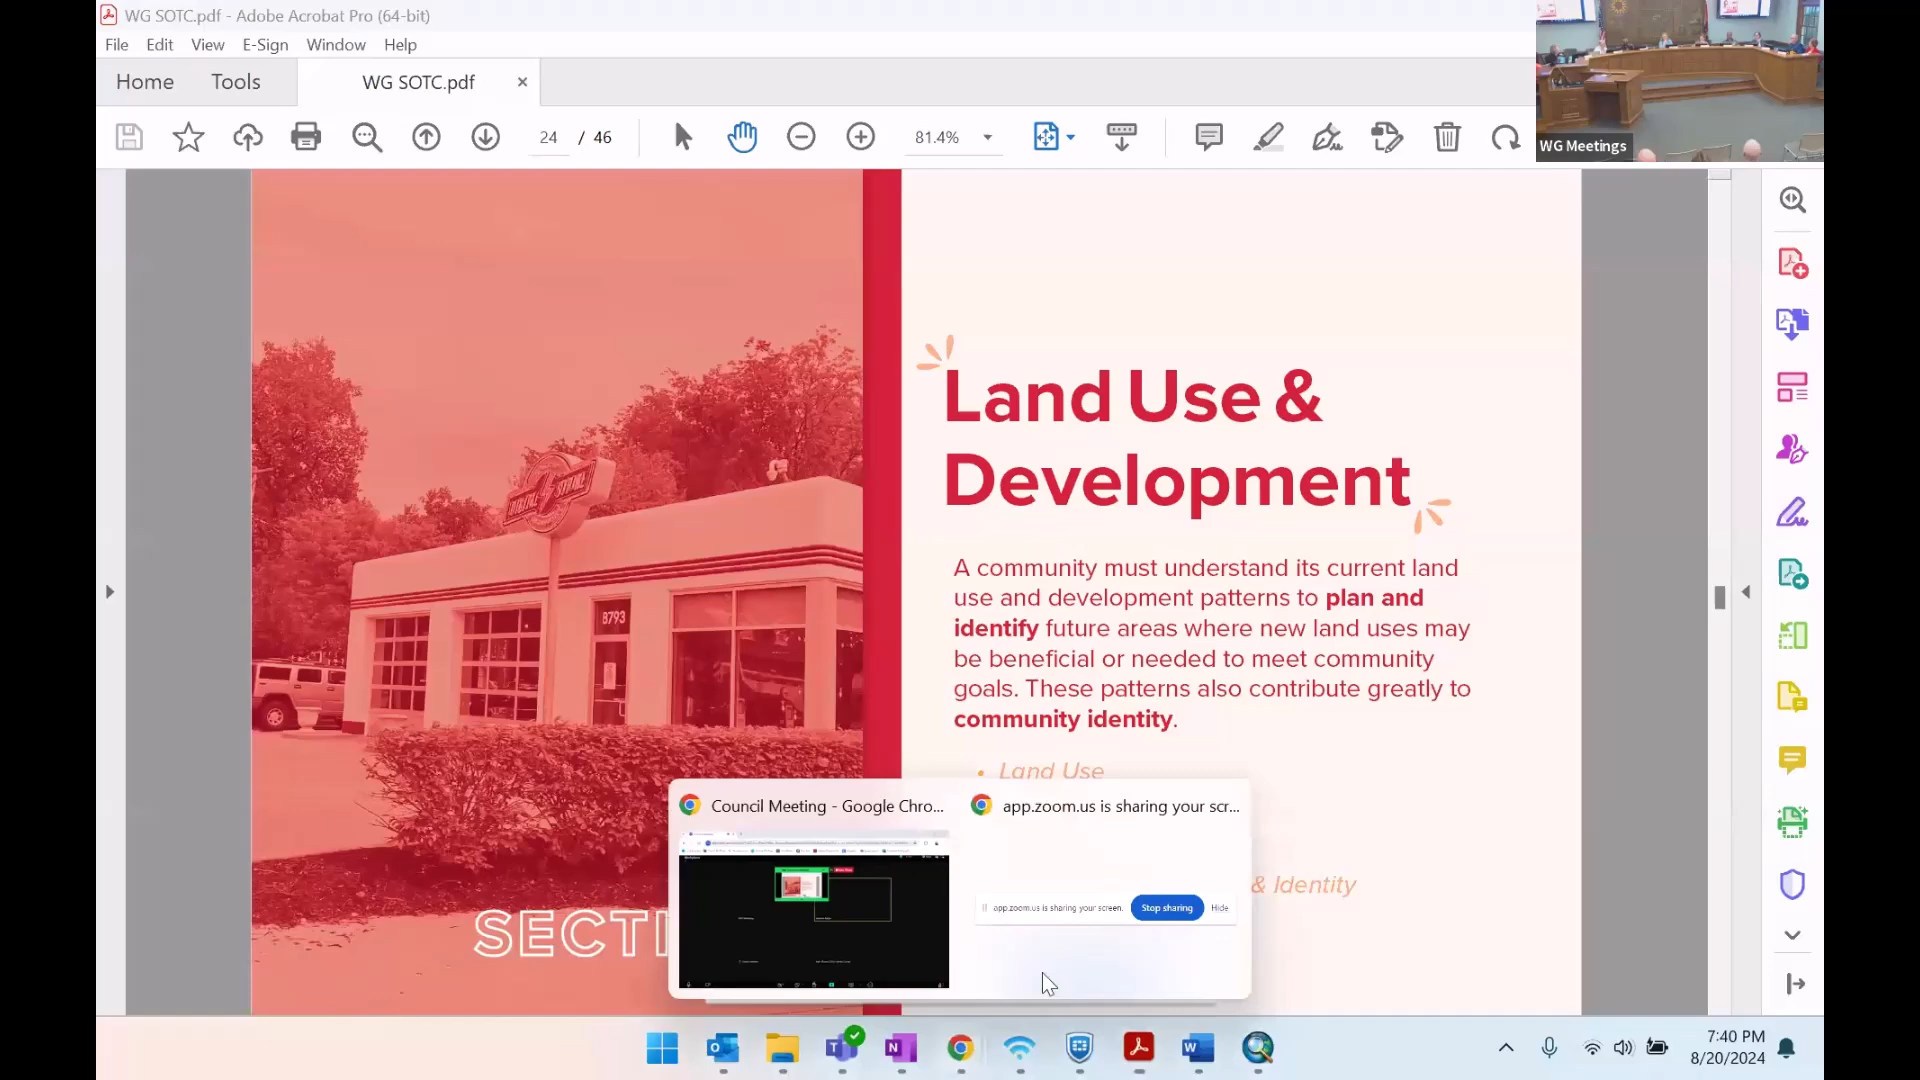 WG SOTC.pdf - Adobe Acrobat Pro (64-bit)
File Edit View E-Sign Window Help
Home Tools WG SOTC.pdf
24 / 46 81.4%
WG Meetings
8793
Land Use &
Development
A community must understand its current land
use and development patterns to plan and
identify future areas where new land uses may
be beneficial or needed to meet community
goals. These patterns also contribute greatly to
community identity.
• Land Use
& Identity
SECTI
Council Meeting - Google Chro...
app.zoom.us is sharing your scr...
app.zoom.us is sharing your screen. Stop sharing Hide
7:40 PM
8/20/2024